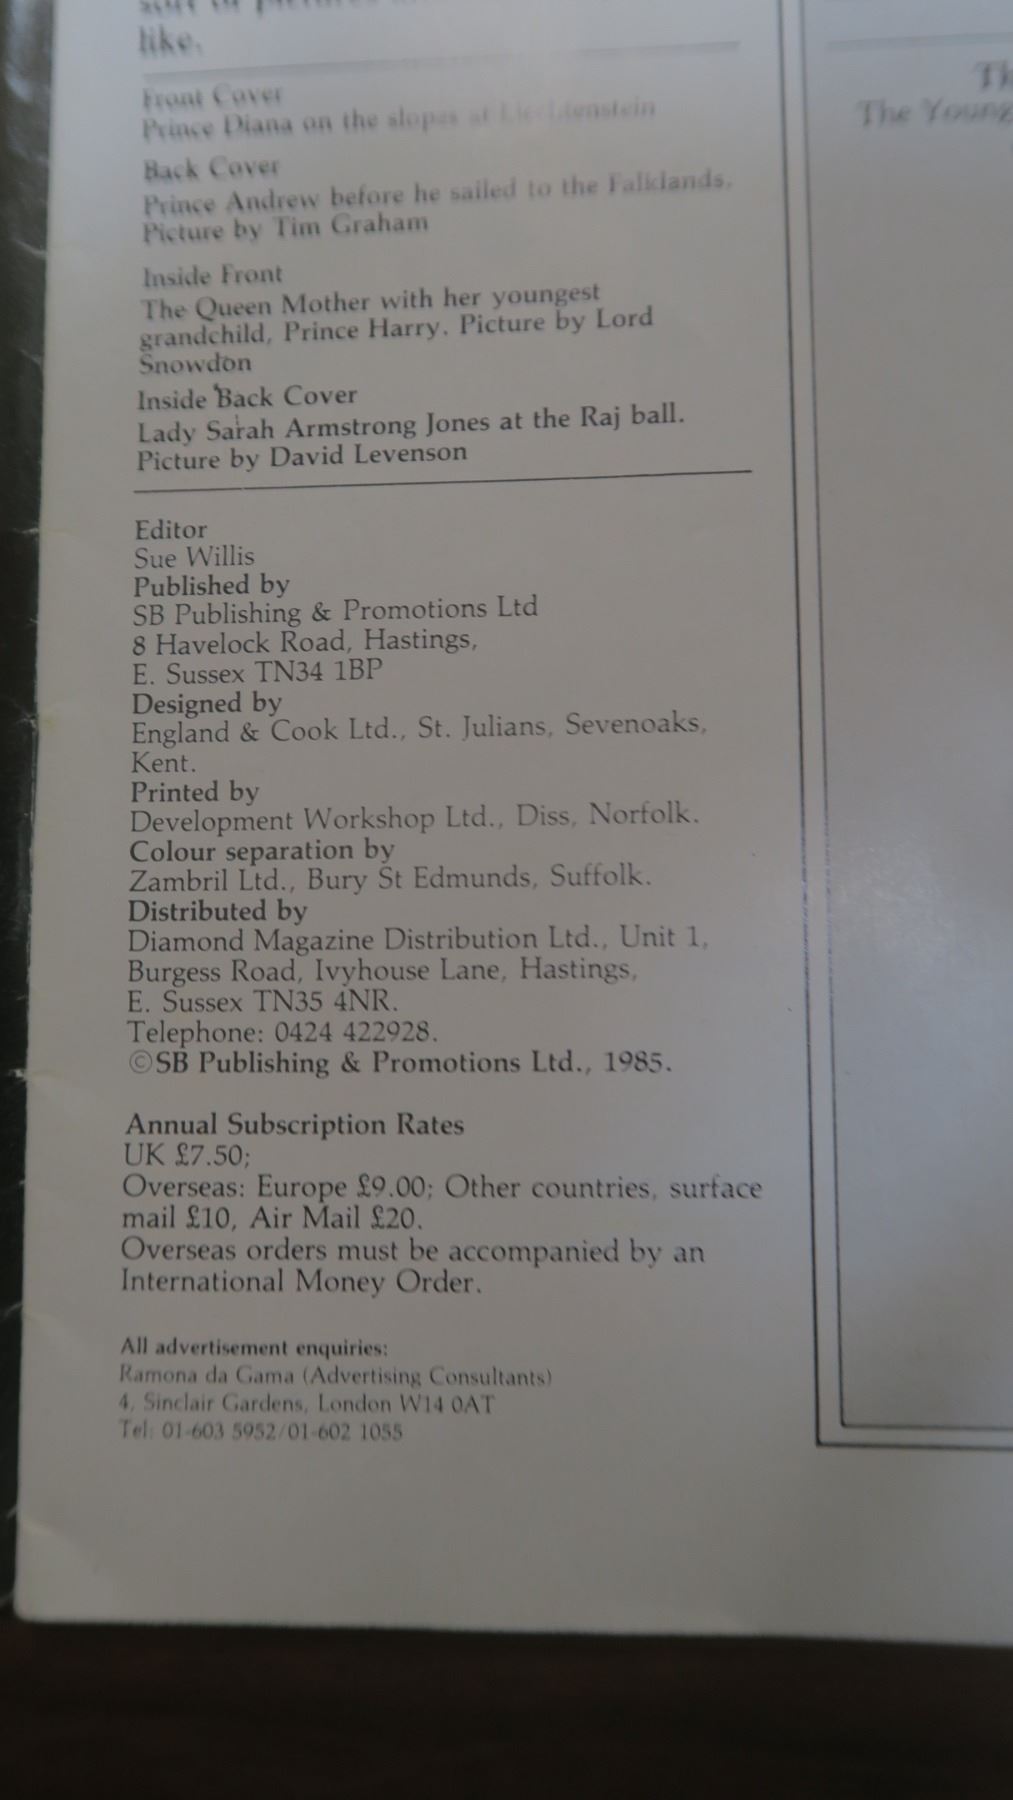 like.
Front Cover
Prince Diana on the slopes at Liechtenstein
Back Cover
Prince Andrew before he sailed to the Falklands.
Picture by Tim Graham
Inside Front
The Queen Mother with her youngest
grandchild, Prince Harry. Picture by Lord
Snowdon
Inside Back Cover
Lady Sarah Armstrong Jones at the Raj ball.
Picture by David Levenson
Editor
Sue Willis
Published by
SB Publishing & Promotions Ltd
8 Havelock Road, Hastings,
E. Sussex TN34 1BP
Designed by
England & Cook Ltd., St. Julians, Sevenoaks,
Kent.
Printed by
Development Workshop Ltd., Diss, Norfolk.
Colour separation by
Zambril Ltd., Bury St Edmunds, Suffolk.
Distributed by
Diamond Magazine Distribution Ltd., Unit 1,
Burgess Road, Ivyhouse Lane, Hastings,
E. Sussex TN35 4NR.
Telephone: 0424 422928.
©SB Publishing & Promotions Ltd., 1985.
Annual Subscription Rates
UK £7.50;
Overseas: Europe £9.00; Other countries, surface
mail £10, Air Mail £20.
Overseas orders must be accompanied by an
International Money Order.
All advertisement enquiries:
Ramona da Gama (Advertising Consultants)
4, Sinclair Gardens, London W14 0AT
Tel: 01-603 5952/01-602 1055
The Young